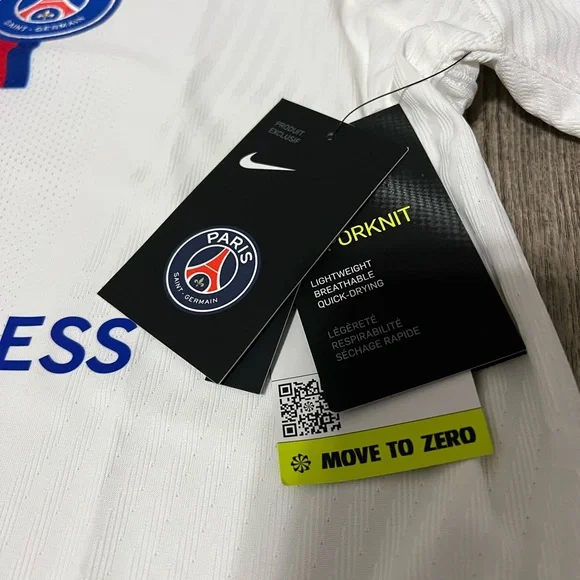 PARIS
SAINT-GERMAIN
PRODUIT
EXCLUSIF
PARIS
SAINT-GERMAIN
ORKNIT
LIGHTWEIGHT
BREATHABLE
QUICK-DRYING
LÉGÈRETÉ
RESPIRABILITÉ
SÉCHAGE RAPIDE
ESS
MOVE TO ZERO